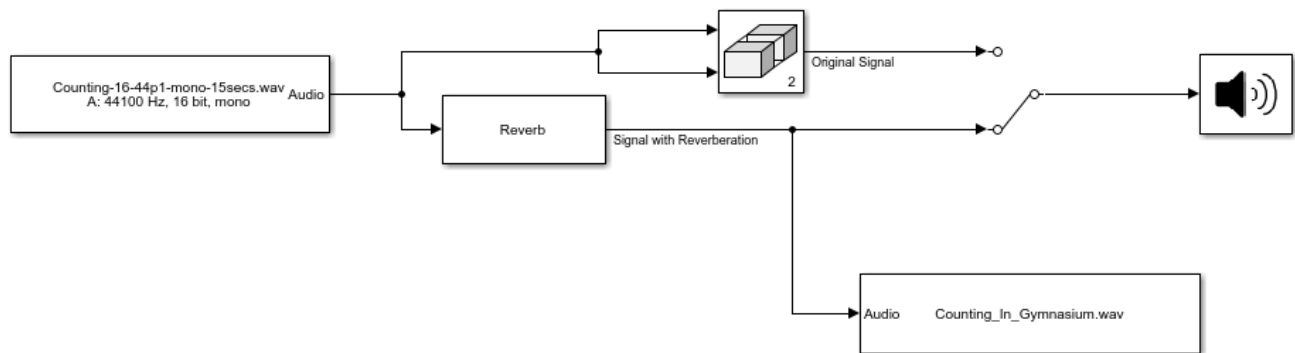 Counting-16-44p1-mono-15secs.wav
A: 44100 Hz, 16 bit, mono
Audio
2
Original Signal
Reverb
Signal with Reverberation
Audio
Counting_In_Gymnasium.wav